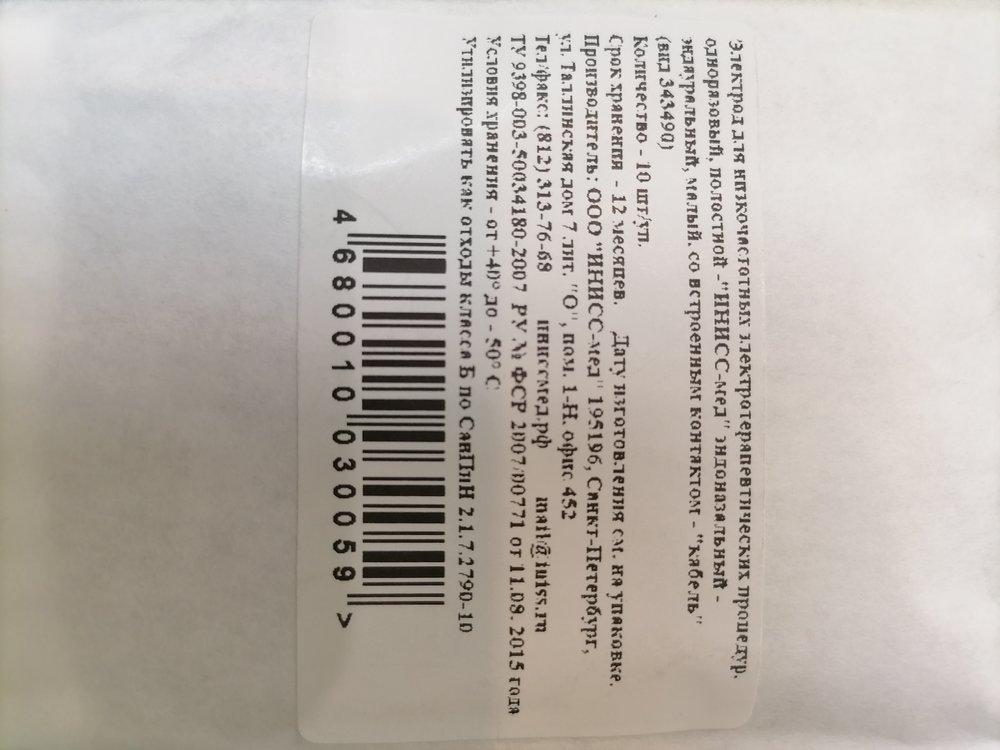 Электрод для низкочастотных электротерапевтических процедур,
одноразовый, полостной -"ИНИСС-мед" эндоназальный -
эндауральный, малый, со встроенным контактом - "кабель"
(вид 343490)
Количество - 10 шт/уп.
Срок хранения - 12 месяцев. Дату изготовления см. на упаковке.
Производитель: ООО "ИНИСС-мед" 195196, Санкт-Петербург,
ул. Таллинская дом 7 лит. "О", пом. 1-Н. офис 452
Тел/факс: (812) 313-76-68 иниссмед.рф mail@iniss.ru
ТУ 9398-003-50034180-2007 РУ № ФСР 2007/00771 от 11.08. 2015 года
Условия хранения - от +40° до - 50° С
Утилизировать как отходы класса Б по СанПиН 2.1.7.2790-10
4 680010 030059 >